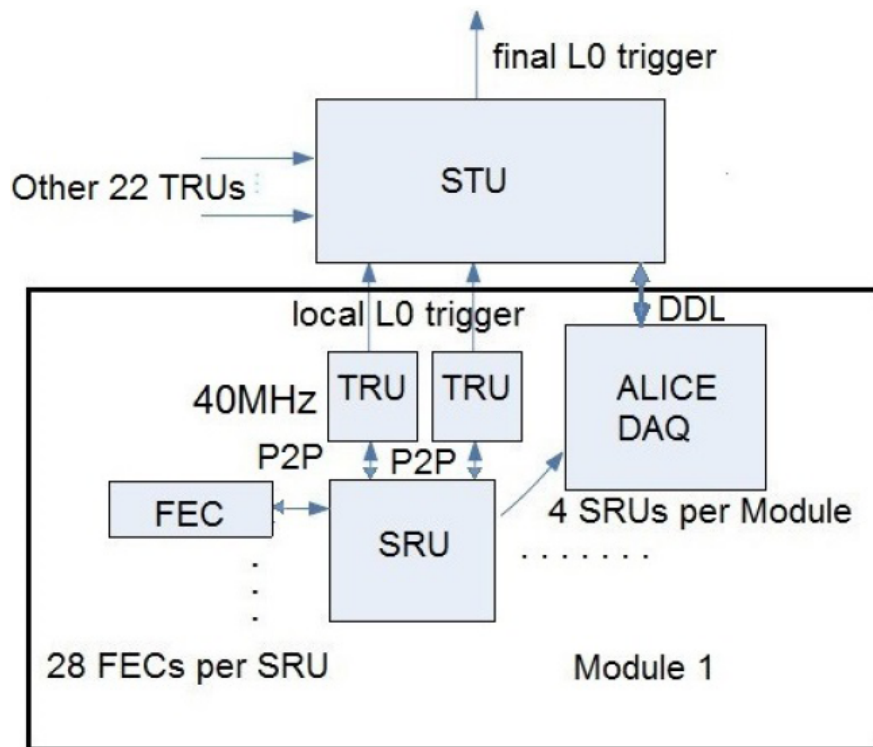 final L0 trigger
STU
Other 22 TRUs
local L0 trigger
DDL
TRU
TRU
ALICE
DAQ
40MHz
P2P
P2P
FEC
SRU
4 SRUs per Module
28 FECs per SRU
Module 1